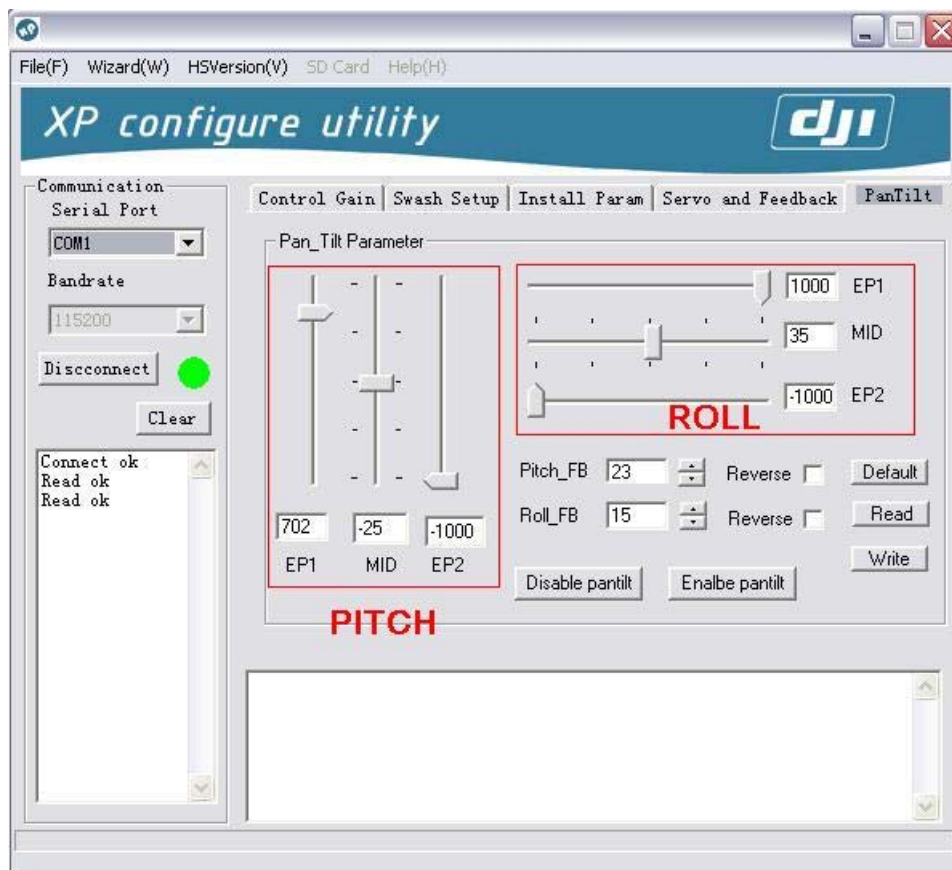 XP
File(F) Wizard(W) HSVersion(V) SD Card Help(H)
XP configure utility
dji
Communication
Serial Port
COM1
Bandrate
115200
Discconnect
Clear
Connect ok
Read ok
Read ok
Control Gain Swash Setup Install Param Servo and Feedback PanTilt
Pan_Tilt Parameter
702 -25 -1000
EP1 MID EP2
PITCH
1000 EP1
35 MID
-1000 EP2
ROLL
Pitch_FB 23 Reverse Default
Roll_FB 15 Reverse Read
Write
Disable pantilt Enalbe pantilt